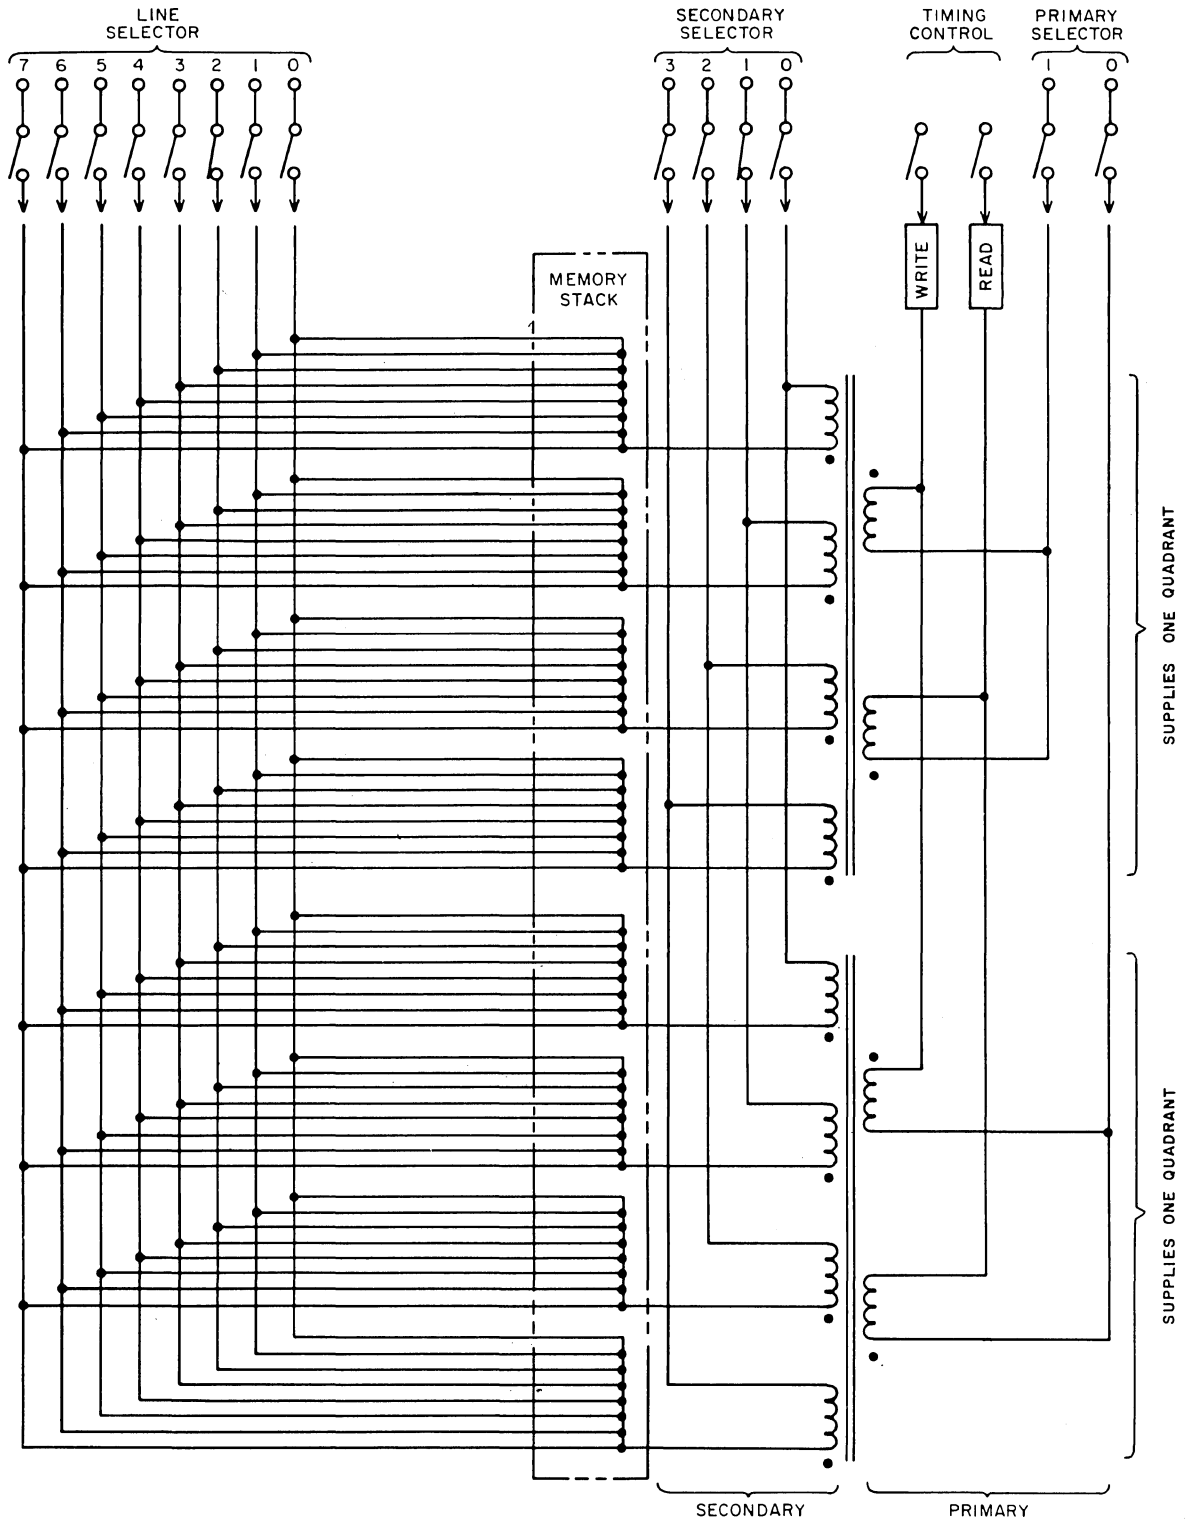 LINE
SELECTOR
SECONDARY
SELECTOR
TIMING
CONTROL
PRIMARY
SELECTOR
7 6 5 4 3 2 1 0
3 2 1 0
1 0
WRITE
READ
MEMORY
STACK
SUPPLIES ONE QUADRANT
SUPPLIES ONE QUADRANT
SECONDARY
PRIMARY